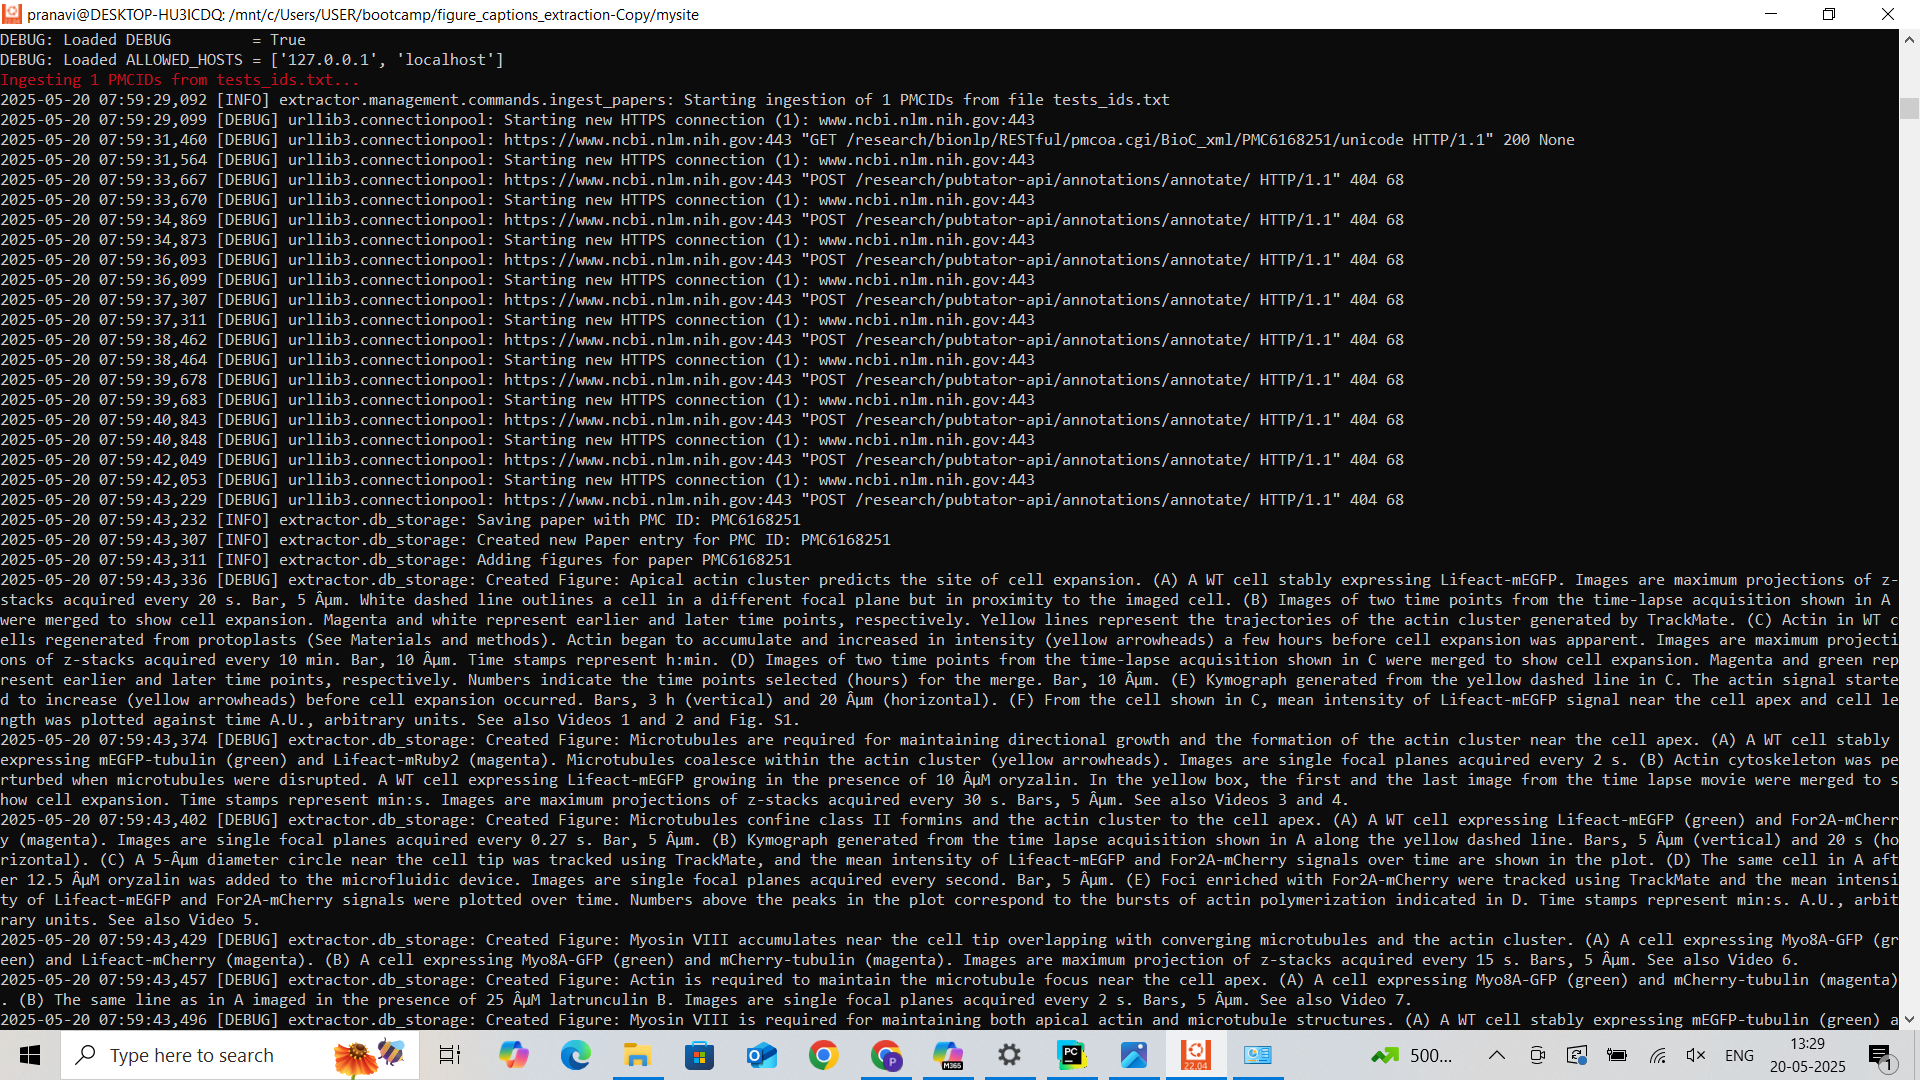 pranavi@DESKTOP-HU3ICDQ: /mnt/c/Users/USER/bootcamp/figure_captions_extraction-Copy/mysite
DEBUG: Loaded DEBUG         = True
DEBUG: Loaded ALLOWED_HOSTS = ['127.0.0.1', 'localhost']
Ingesting 1 PMCIDs from tests_ids.txt...
2025-05-20 07:59:29,092 [INFO] extractor.management.commands.ingest_papers: Starting ingestion of 1 PMCIDs from file tests_ids.txt
2025-05-20 07:59:29,099 [DEBUG] urllib3.connectionpool: Starting new HTTPS connection (1): www.ncbi.nlm.nih.gov:443
2025-05-20 07:59:31,460 [DEBUG] urllib3.connectionpool: https://www.ncbi.nlm.nih.gov:443 "GET /research/bionlp/RESTful/pmcoa.cgi/BioC_xml/PMC6168251/unicode HTTP/1.1" 200 None
2025-05-20 07:59:31,564 [DEBUG] urllib3.connectionpool: Starting new HTTPS connection (1): www.ncbi.nlm.nih.gov:443
2025-05-20 07:59:33,667 [DEBUG] urllib3.connectionpool: https://www.ncbi.nlm.nih.gov:443 "POST /research/pubtator-api/annotations/annotate/ HTTP/1.1" 404 68
2025-05-20 07:59:33,670 [DEBUG] urllib3.connectionpool: Starting new HTTPS connection (1): www.ncbi.nlm.nih.gov:443
2025-05-20 07:59:34,869 [DEBUG] urllib3.connectionpool: https://www.ncbi.nlm.nih.gov:443 "POST /research/pubtator-api/annotations/annotate/ HTTP/1.1" 404 68
2025-05-20 07:59:34,873 [DEBUG] urllib3.connectionpool: Starting new HTTPS connection (1): www.ncbi.nlm.nih.gov:443
2025-05-20 07:59:36,093 [DEBUG] urllib3.connectionpool: https://www.ncbi.nlm.nih.gov:443 "POST /research/pubtator-api/annotations/annotate/ HTTP/1.1" 404 68
2025-05-20 07:59:36,099 [DEBUG] urllib3.connectionpool: Starting new HTTPS connection (1): www.ncbi.nlm.nih.gov:443
2025-05-20 07:59:37,307 [DEBUG] urllib3.connectionpool: https://www.ncbi.nlm.nih.gov:443 "POST /research/pubtator-api/annotations/annotate/ HTTP/1.1" 404 68
2025-05-20 07:59:37,311 [DEBUG] urllib3.connectionpool: Starting new HTTPS connection (1): www.ncbi.nlm.nih.gov:443
2025-05-20 07:59:38,462 [DEBUG] urllib3.connectionpool: https://www.ncbi.nlm.nih.gov:443 "POST /research/pubtator-api/annotations/annotate/ HTTP/1.1" 404 68
2025-05-20 07:59:38,464 [DEBUG] urllib3.connectionpool: Starting new HTTPS connection (1): www.ncbi.nlm.nih.gov:443
2025-05-20 07:59:39,678 [DEBUG] urllib3.connectionpool: https://www.ncbi.nlm.nih.gov:443 "POST /research/pubtator-api/annotations/annotate/ HTTP/1.1" 404 68
2025-05-20 07:59:39,683 [DEBUG] urllib3.connectionpool: Starting new HTTPS connection (1): www.ncbi.nlm.nih.gov:443
2025-05-20 07:59:40,843 [DEBUG] urllib3.connectionpool: https://www.ncbi.nlm.nih.gov:443 "POST /research/pubtator-api/annotations/annotate/ HTTP/1.1" 404 68
2025-05-20 07:59:40,848 [DEBUG] urllib3.connectionpool: Starting new HTTPS connection (1): www.ncbi.nlm.nih.gov:443
2025-05-20 07:59:42,049 [DEBUG] urllib3.connectionpool: https://www.ncbi.nlm.nih.gov:443 "POST /research/pubtator-api/annotations/annotate/ HTTP/1.1" 404 68
2025-05-20 07:59:42,053 [DEBUG] urllib3.connectionpool: Starting new HTTPS connection (1): www.ncbi.nlm.nih.gov:443
2025-05-20 07:59:43,229 [DEBUG] urllib3.connectionpool: https://www.ncbi.nlm.nih.gov:443 "POST /research/pubtator-api/annotations/annotate/ HTTP/1.1" 404 68
2025-05-20 07:59:43,232 [INFO] extractor.db_storage: Saving paper with PMC ID: PMC6168251
2025-05-20 07:59:43,307 [INFO] extractor.db_storage: Created new Paper entry for PMC ID: PMC6168251
2025-05-20 07:59:43,311 [INFO] extractor.db_storage: Adding figures for paper PMC6168251
2025-05-20 07:59:43,336 [DEBUG] extractor.db_storage: Created Figure: Apical actin cluster predicts the site of cell expansion. (A) A WT cell stably expressing Lifeact-mEGFP. Images are maximum projections of z-
stacks acquired every 20 s. Bar, 5 Âµm. White dashed line outlines a cell in a different focal plane but in proximity to the imaged cell. (B) Images of two time points from the time-lapse acquisition shown in A
were merged to show cell expansion. Magenta and white represent earlier and later time points, respectively. Yellow lines represent the trajectories of the actin cluster generated by TrackMate. (C) Actin in WT c
ells regenerated from protoplasts (See Materials and methods). Actin began to accumulate and increased in intensity (yellow arrowheads) a few hours before cell expansion was apparent. Images are maximum projecti
ons of z-stacks acquired every 10 min. Bar, 10 Âµm. Time stamps represent h:min. (D) Images of two time points from the time-lapse acquisition shown in C were merged to show cell expansion. Magenta and green rep
resent earlier and later time points, respectively. Numbers indicate the time points selected (hours) for the merge. Bar, 10 Âµm. (E) Kymograph generated from the yellow dashed line in C. The actin signal starte
d to increase (yellow arrowheads) before cell expansion occurred. Bars, 3 h (vertical) and 20 Âµm (horizontal). (F) From the cell shown in C, mean intensity of Lifeact-mEGFP signal near the cell apex and cell le
ngth was plotted against time A.U., arbitrary units. See also Videos 1 and 2 and Fig. S1.
2025-05-20 07:59:43,374 [DEBUG] extractor.db_storage: Created Figure: Microtubules are required for maintaining directional growth and the formation of the actin cluster near the cell apex. (A) A WT cell stably
expressing mEGFP-tubulin (green) and Lifeact-mRuby2 (magenta). Microtubules coalesce within the actin cluster (yellow arrowheads). Images are single focal planes acquired every 2 s. (B) Actin cytoskeleton was pe
rturbed when microtubules were disrupted. A WT cell expressing Lifeact-mEGFP growing in the presence of 10 ÂµM oryzalin. In the yellow box, the first and the last image from the time lapse movie were merged to s
how cell expansion. Time stamps represent min:s. Images are maximum projections of z-stacks acquired every 30 s. Bars, 5 Âµm. See also Videos 3 and 4.
2025-05-20 07:59:43,402 [DEBUG] extractor.db_storage: Created Figure: Microtubules confine class II formins and the actin cluster to the cell apex. (A) A WT cell expressing Lifeact-mEGFP (green) and For2A-mCherr
y (magenta). Images are single focal planes acquired every 0.27 s. Bar, 5 Âµm. (B) Kymograph generated from the time lapse acquisition shown in A along the yellow dashed line. Bars, 5 Âµm (vertical) and 20 s (ho
rizontal). (C) A 5-Âµm diameter circle near the cell tip was tracked using TrackMate, and the mean intensity of Lifeact-mEGFP and For2A-mCherry signals over time are shown in the plot. (D) The same cell in A aft
er 12.5 ÂµM oryzalin was added to the microfluidic device. Images are single focal planes acquired every second. Bar, 5 Âµm. (E) Foci enriched with For2A-mCherry were tracked using TrackMate and the mean intensi
ty of Lifeact-mEGFP and For2A-mCherry signals were plotted over time. Numbers above the peaks in the plot correspond to the bursts of actin polymerization indicated in D. Time stamps represent min:s. A.U., arbit
rary units. See also Video 5.
2025-05-20 07:59:43,429 [DEBUG] extractor.db_storage: Created Figure: Myosin VIII accumulates near the cell tip overlapping with converging microtubules and the actin cluster. (A) A cell expressing Myo8A-GFP (gr
een) and Lifeact-mCherry (magenta). (B) A cell expressing Myo8A-GFP (green) and mCherry-tubulin (magenta). Images are maximum projection of z-stacks acquired every 15 s. Bars, 5 Âµm. See also Video 6.
2025-05-20 07:59:43,457 [DEBUG] extractor.db_storage: Created Figure: Actin is required to maintain the microtubule focus near the cell apex. (A) A cell expressing Myo8A-GFP (green) and mCherry-tubulin (magenta)
. (B) The same line as in A imaged in the presence of 25 ÂµM latrunculin B. Images are single focal planes acquired every 2 s. Bars, 5 Âµm. See also Video 7.
2025-05-20 07:59:43,496 [DEBUG] extractor.db_storage: Created Figure: Myosin VIII is required for maintaining both apical actin and microtubule structures. (A) A WT cell stably expressing mEGFP-tubulin (green) a
Type here to search
M365
PC
22.04
500...
ENG
13:29
20-05-2025
1